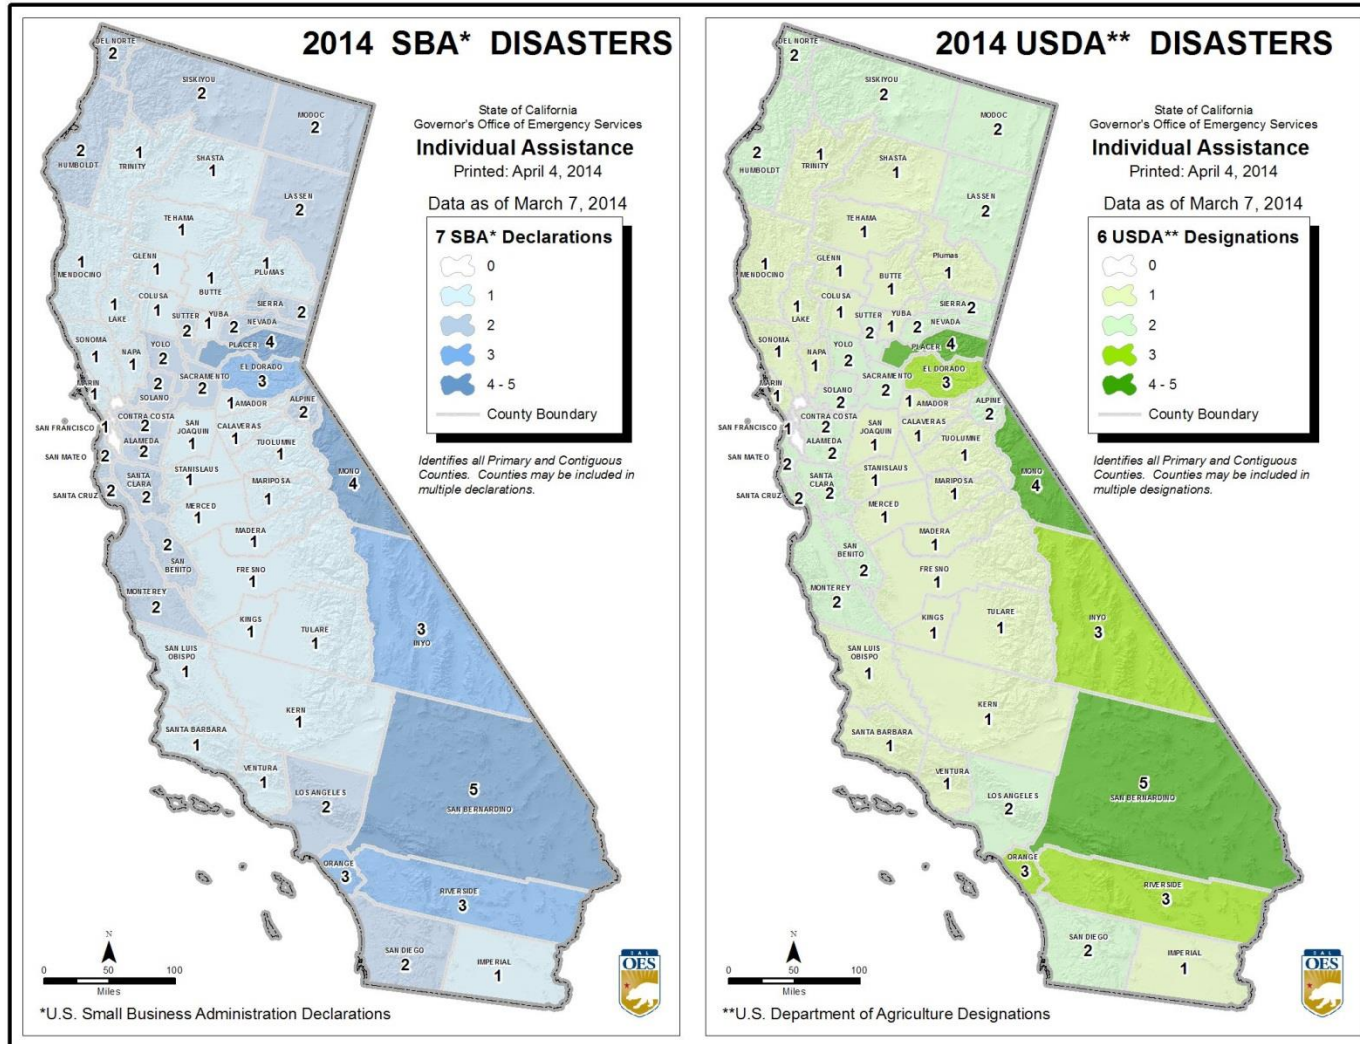 2014 SBA* DISASTERS
State of California
Governor's Office of Emergency Services
Individual Assistance
Printed: April 4, 2014
Data as of March 7, 2014
7 SBA* Declarations
0
1
2
3
4 - 5
County Boundary
Identifies all Primary and Contiguous
Counties. Counties may be included in
multiple declarations.
DEL NORTE
2
SISKIYOU
2
MODOC
2
2
HUMBOLDT
1
TRINITY
SHASTA
1
LASSEN
2
TEHAMA
1
1
MENDOCINO
GLENN
1
1
BUTTE
1
PLUMAS
1
LAKE
COLUSA
1
SUTTER
2
YUBA
1
SIERRA
2
2
NEVADA
SONOMA
1
NAPA
1
YOLO
2
PLACER
4
MARIN
1
2
SOLANO
SACRAMENTO
2
EL DORADO
3
1
AMADOR
ALPINE
2
SAN FRANCISCO
1
CONTRA COSTA
2
ALAMEDA
2
SAN JOAQUIN
1
CALAVERAS
1
TUOLUMNE
1
MONO
4
SAN MATEO
2
SANTA CLARA
2
STANISLAUS
1
MARIPOSA
1
SANTA CRUZ
2
MERCED
1
MADERA
1
2
SAN BENITO
FRESNO
1
MONTEREY
2
KINGS
1
TULARE
1
3
INYO
SAN LUIS OBISPO
1
KERN
1
SANTA BARBARA
1
VENTURA
1
LOS ANGELES
2
5
SAN BERNARDINO
ORANGE
3
RIVERSIDE
3
SAN DIEGO
2
IMPERIAL
1
N
0 50 100
Miles
CAL
OES
*U.S. Small Business Administration Declarations
2014 USDA** DISASTERS
State of California
Governor's Office of Emergency Services
Individual Assistance
Printed: April 4, 2014
Data as of March 7, 2014
6 USDA** Designations
0
1
2
3
4 - 5
County Boundary
Identifies all Primary and Contiguous
Counties. Counties may be included in
multiple designations.
DEL NORTE
2
SISKIYOU
2
MODOC
2
2
HUMBOLDT
1
TRINITY
SHASTA
1
LASSEN
2
TEHAMA
1
1
MENDOCINO
GLENN
1
BUTTE
1
Plumas
1
1
LAKE
COLUSA
1
SUTTER
2
YUBA
1
SIERRA
2
2
NEVADA
SONOMA
1
NAPA
1
YOLO
2
PLACER
4
MARIN
1
SOLANO
2
SACRAMENTO
2
EL DORADO
3
1
AMADOR
ALPINE
2
SAN FRANCISCO
1
CONTRA COSTA
2
ALAMEDA
2
SAN JOAQUIN
1
CALAVERAS
1
TUOLUMNE
1
MONO
4
SAN MATEO
2
SANTA CLARA
2
STANISLAUS
1
MARIPOSA
1
SANTA CRUZ
2
MERCED
1
MADERA
1
SAN BENITO
2
FRESNO
1
MONTEREY
2
KINGS
1
TULARE
1
INYO
3
SAN LUIS OBISPO
1
KERN
1
SANTA BARBARA
1
VENTURA
1
LOS ANGELES
2
5
SAN BERNARDINO
ORANGE
3
RIVERSIDE
3
SAN DIEGO
2
IMPERIAL
1
N
0 50 100
Miles
CAL
OES
**U.S. Department of Agriculture Designations